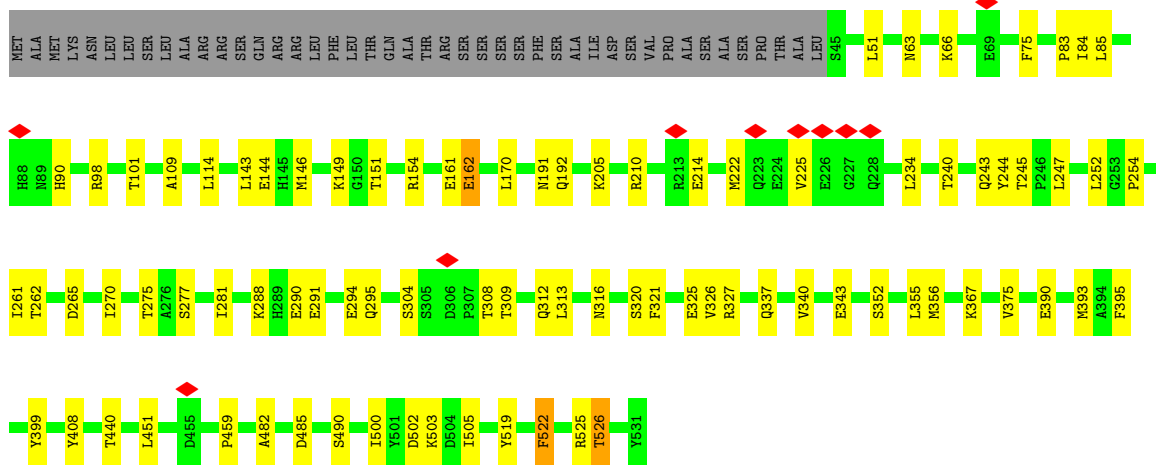 MET ALA MET LYS ASN LEU LEU SER LEU ALA ARG ARG SER GLN ARG ARG LEU PHE LEU THR GLN ALA THR ARG SER SER SER SER PHE SER ALA ILE ASP SER VAL PRO ALA SER ALA SER PRO THR ALA LEU S45 L51 N63 K66 E69 F75 P83 I84 L85
H88 N89 H90 R98 T101 A109 L114 L143 E144 H145 M146 K149 G150 T151 R154 E161 E162 L170 N191 Q192 K205 R210 R213 E214 M222 Q223 E224 V225 E226 G227 Q228 L234 T240 Q243 Y244 T245 P246 L247 L252 G253 P254
I261 T262 D265 I270 T275 A276 S277 I281 K288 H289 E290 E291 E294 Q295 S304 S305 D306 P307 T308 T309 Q312 L313 N316 S320 F321 E325 V326 R327 Q337 V340 E343 S352 L355 M356 K367 V375 E390 M393 A394 F395
Y399 Y408 T440 L451 D455 P459 A482 D485 S490 I500 Y501 D502 K503 D504 I505 Y519 F522 R525 T526 Y531